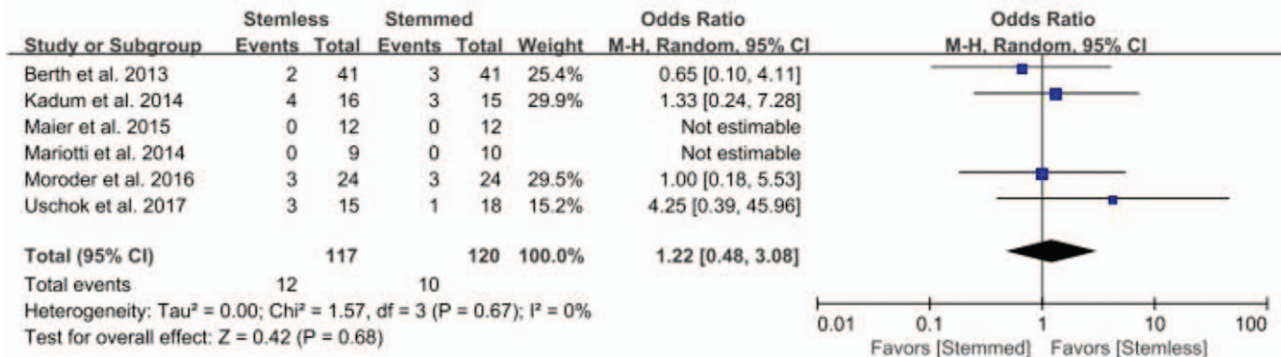 Stemless Stemmed Odds Ratio Odds Ratio
Study or Subgroup Events Total Events Total Weight M-H, Random, 95% CI M-H, Random, 95% CI
Berth et al. 2013 2 41 3 41 25.4% 0.65 [0.10, 4.11]
Kadum et al. 2014 4 16 3 15 29.9% 1.33 [0.24, 7.28]
Maier et al. 2015 0 12 0 12 Not estimable
Mariotti et al. 2014 0 9 0 10 Not estimable
Moroder et al. 2016 3 24 3 24 29.5% 1.00 [0.18, 5.53]
Uschok et al. 2017 3 15 1 18 15.2% 4.25 [0.39, 45.96]
Total (95% CI) 117 120 100.0% 1.22 [0.48, 3.08]
Total events 12 10
Heterogeneity: Tau² = 0.00; Chi² = 1.57, df = 3 (P = 0.67); I² = 0%
Test for overall effect: Z = 0.42 (P = 0.68)
0.01 0.1 1 10 100
Favors [Stemmed] Favors [Stemless]